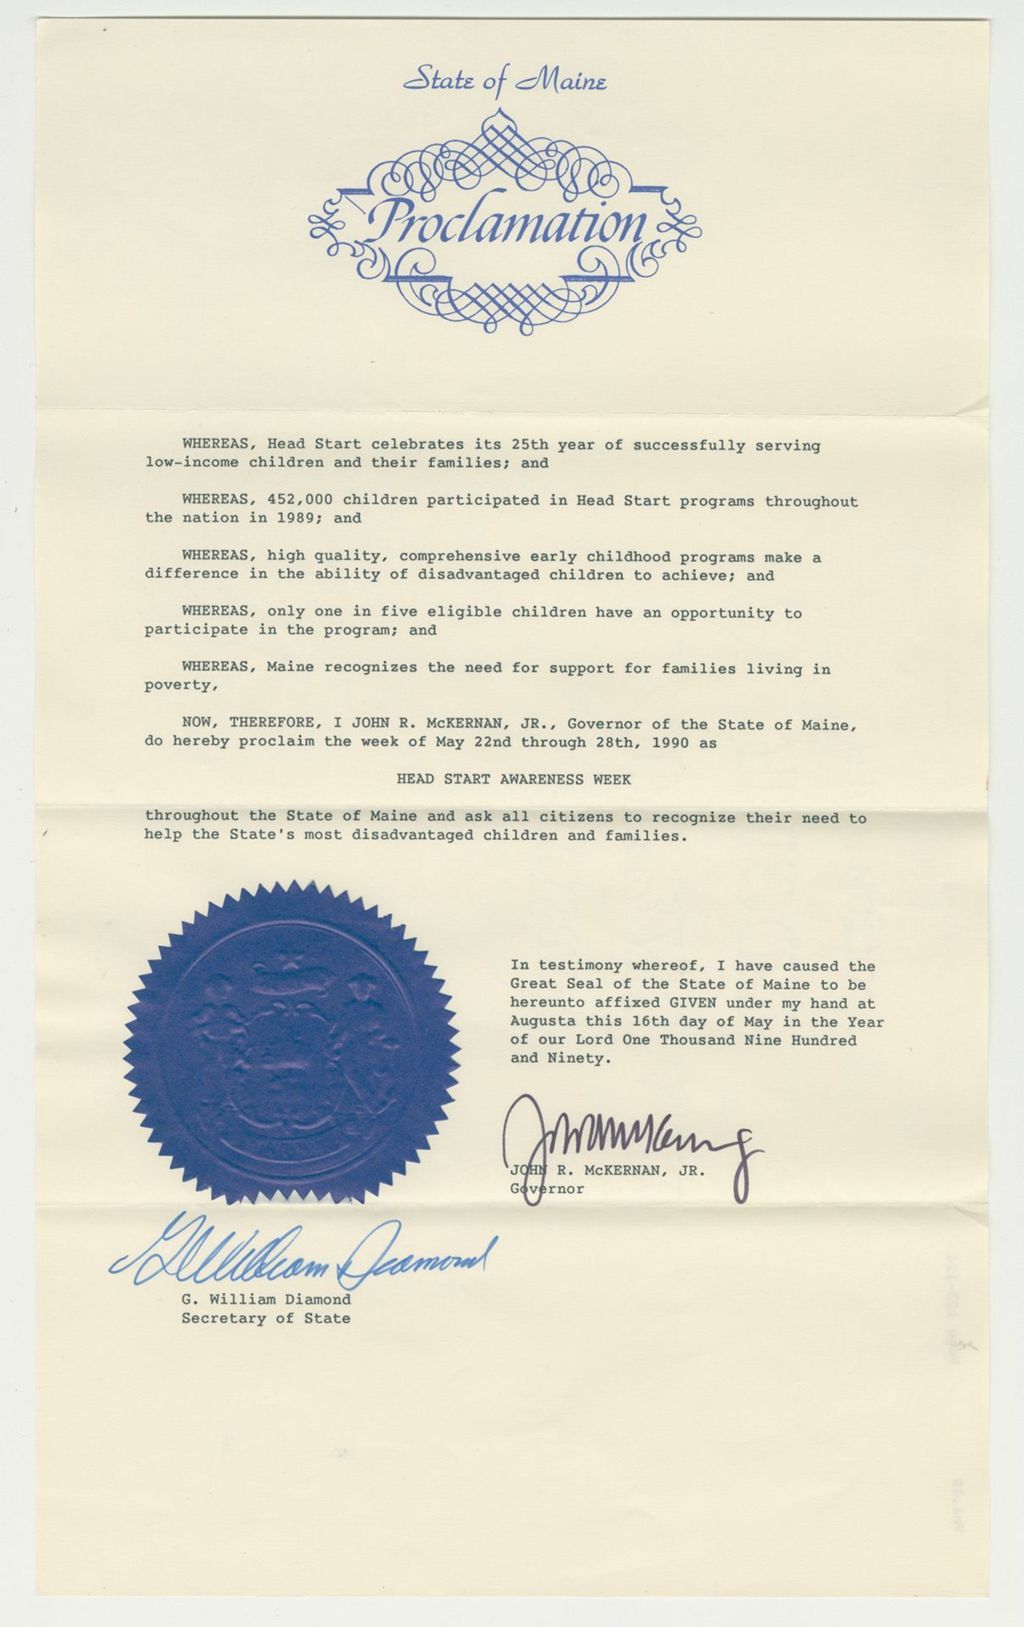 State of Maine
Proclamation
WHEREAS, Head Start celebrates its 25th year of successfully serving
low-income children and their families; and
WHEREAS, 452,000 children participated in Head Start programs throughout
the nation in 1989; and
WHEREAS, high quality, comprehensive early childhood programs make a
difference in the ability of disadvantaged children to achieve; and
WHEREAS, only one in five eligible children have an opportunity to
participate in the program; and
WHEREAS, Maine recognizes the need for support for families living in
poverty,
NOW, THEREFORE, I JOHN R. McKERNAN, JR., Governor of the State of Maine,
do hereby proclaim the week of May 22nd through 28th, 1990 as
HEAD START AWARENESS WEEK
throughout the State of Maine and ask all citizens to recognize their need to
help the State's most disadvantaged children and families.
In testimony whereof, I have caused the
Great Seal of the State of Maine to be
hereunto affixed GIVEN under my hand at
Augusta this 16th day of May in the Year
of our Lord One Thousand Nine Hundred
and Ninety.
JOHN R. McKERNAN, JR.
Governor
G William Diamond
G. William Diamond
Secretary of State